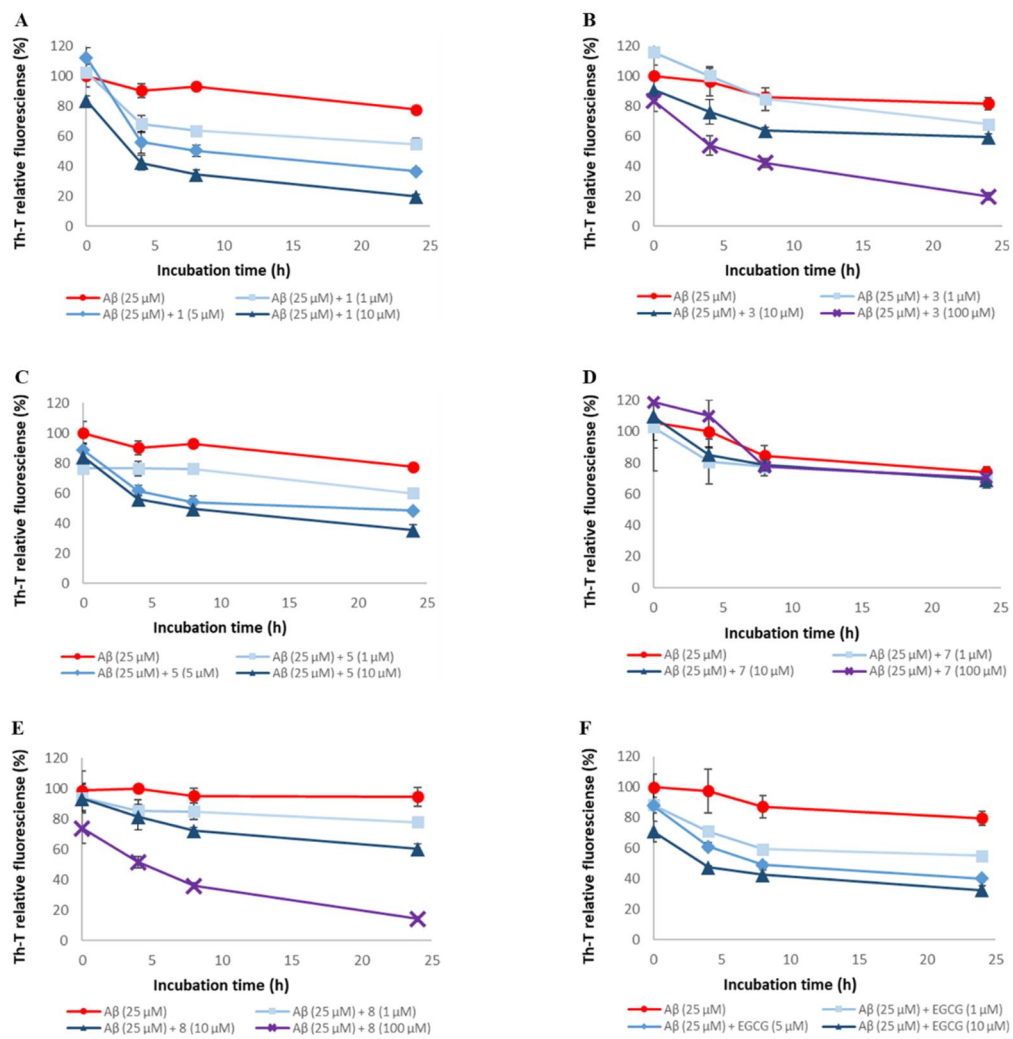 A
Th-T relative fluoresciense (%)
120
100
80
60
40
20
0
0 5 10 15 20 25
Incubation time (h)
Aβ (25 μM) Aβ (25 μM) + 1 (1 μM)
Aβ (25 μM) + 1 (5 μM) Aβ (25 μM) + 1 (10 μM)
B
Th-T relative fluoresciense (%)
120
100
80
60
40
20
0
0 5 10 15 20 25
Incubation time (h)
Aβ (25 μM) Aβ (25 μM) + 3 (1 μM)
Aβ (25 μM) + 3 (10 μM) Aβ (25 μM) + 3 (100 μM)
C
Th-T relative fluoresciense (%)
120
100
80
60
40
20
0
0 5 10 15 20 25
Incubation time (h)
Aβ (25 μM) Aβ (25 μM) + 5 (1 μM)
Aβ (25 μM) + 5 (5 μM) Aβ (25 μM) + 5 (10 μM)
D
Th-T relative fluoresciense (%)
120
100
80
60
40
20
0
0 5 10 15 20 25
Incubation time (h)
Aβ (25 μM) Aβ (25 μM) + 7 (1 μM)
Aβ (25 μM) + 7 (10 μM) Aβ (25 μM) + 7 (100 μM)
E
Th-T relative fluoresciense (%)
120
100
80
60
40
20
0
0 5 10 15 20 25
Incubation time (h)
Aβ (25 μM) Aβ (25 μM) + 8 (1 μM)
Aβ (25 μM) + 8 (10 μM) Aβ (25 μM) + 8 (100 μM)
F
Th-T relative fluoresciense (%)
120
100
80
60
40
20
0
0 5 10 15 20 25
Incubation time (h)
Aβ (25 μM) Aβ (25 μM) + EGCG (1 μM)
Aβ (25 μM) + EGCG (5 μM) Aβ (25 μM) + EGCG (10 μM)